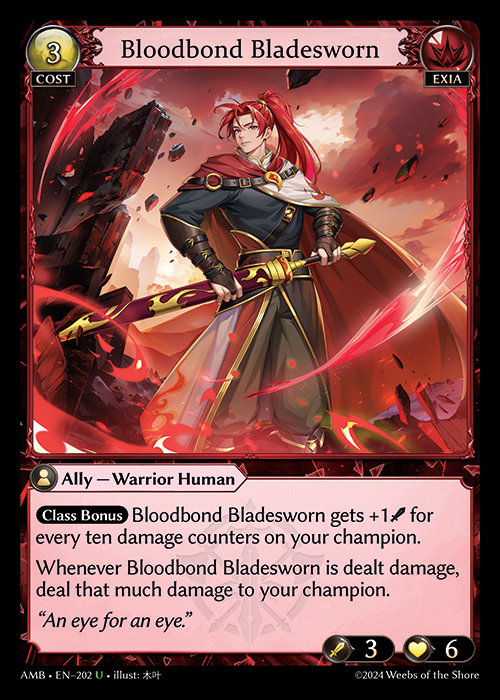 3
Bloodbond Bladesworn
COST
EXIA
Ally — Warrior Human
Class Bonus Bloodbond Bladesworn gets +1 for
every ten damage counters on your champion.
Whenever Bloodbond Bladesworn is dealt damage,
deal that much damage to your champion.
“An eye for an eye.”
3
6
AMB • EN–202 U • illust: 木叶
©2024 Weebs of the Shore